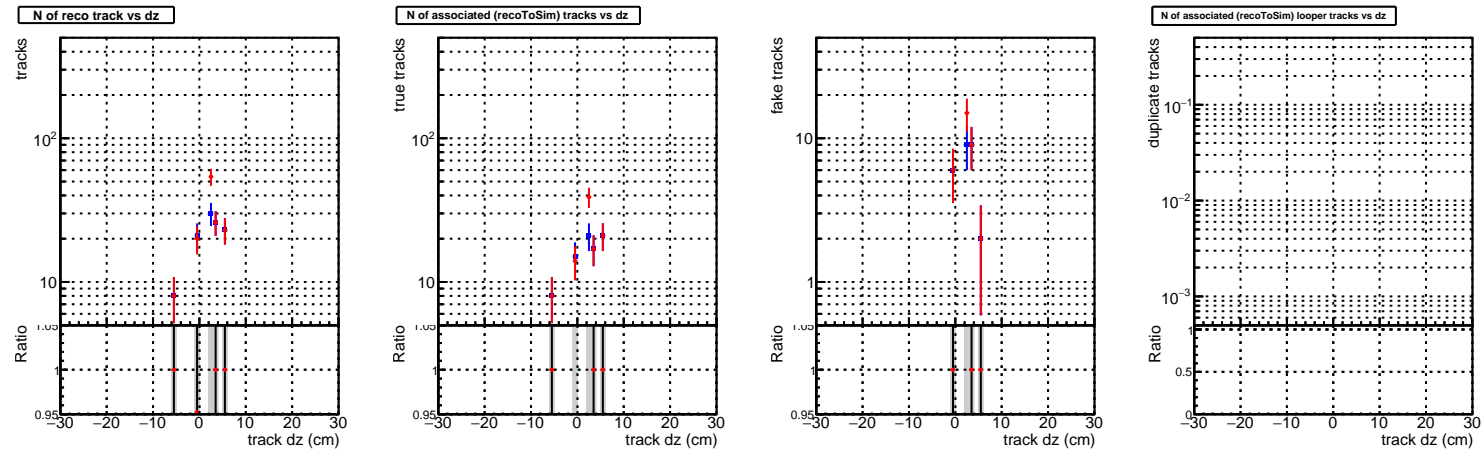 N of reco track vs dz
tracks
10²
10
Ratio
1.05
1
0.95
−30 −20 −10 0 10 20 30
track dz (cm)
N of associated (recoToSim) tracks vs dz
true tracks
10²
10
Ratio
1.05
1
0.95
−30 −20 −10 0 10 20 30
track dz (cm)
fake tracks
10
1
Ratio
1.05
1
0.95
−30 −20 −10 0 10 20 30
track dz (cm)
N of associated (recoToSim) looper tracks vs dz
duplicate tracks
10⁻¹
10⁻²
10⁻³
Ratio
1
0.5
0
−30 −20 −10 0 10 20 30
track dz (cm)